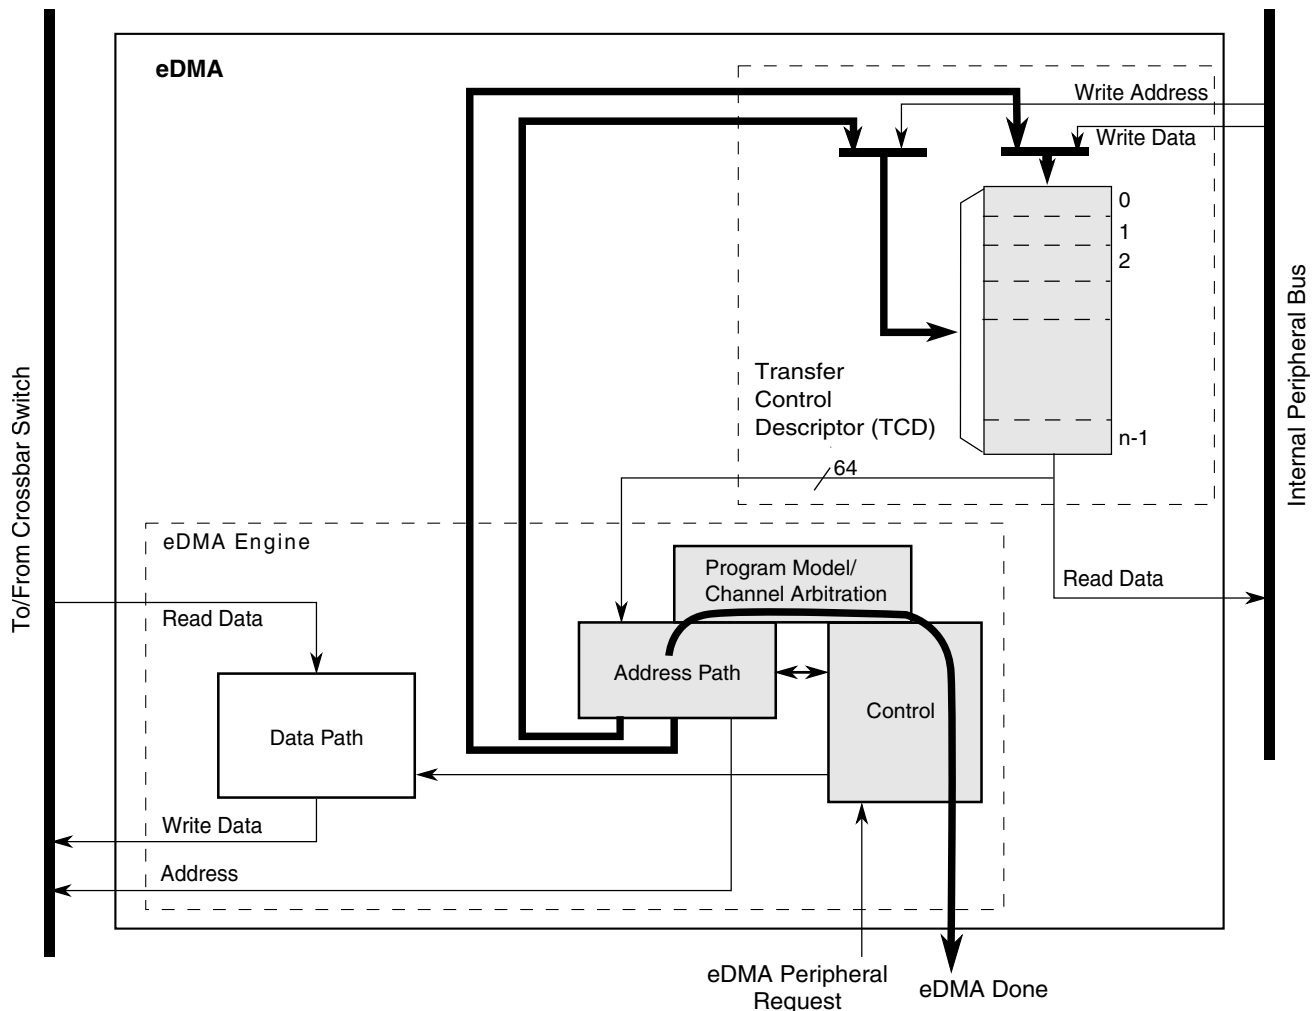 eDMA
Write Address
Write Data
0
1
2
n-1
Transfer
Control
Descriptor (TCD)
64
Internal Peripheral Bus
To/From Crossbar Switch
eDMA Engine
Program Model/
Channel Arbitration
Read Data
Read Data
Address Path
Control
Data Path
Write Data
Address
eDMA Peripheral
Request
eDMA Done